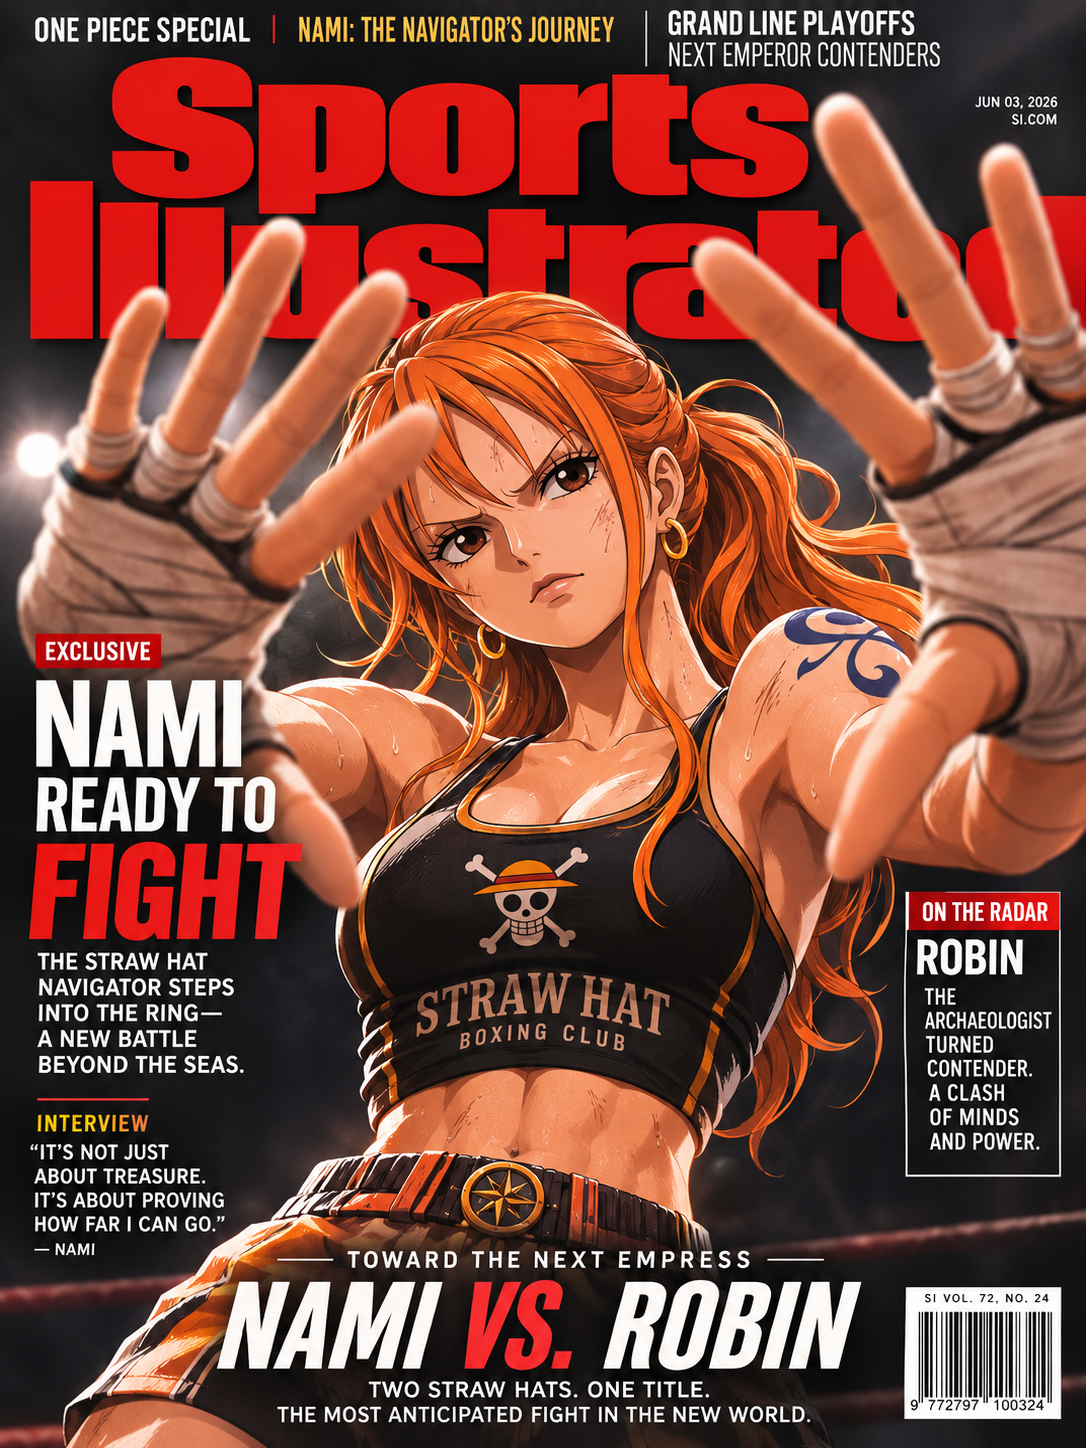 ONE PIECE SPECIAL
NAMI: THE NAVIGATOR'S JOURNEY
GRAND LINE PLAYOFFS
NEXT EMPEROR CONTENDERS
JUN 03, 2026
SI.COM
Sports
Illustrated
EXCLUSIVE
NAMI
READY TO
FIGHT
THE STRAW HAT
NAVIGATOR STEPS
INTO THE RING—
A NEW BATTLE
BEYOND THE SEAS.
INTERVIEW
“IT'S NOT JUST
ABOUT TREASURE.
IT'S ABOUT PROVING
HOW FAR I CAN GO.”
— NAMI
STRAW HAT
BOXING CLUB
ON THE RADAR
ROBIN
THE
ARCHAEOLOGIST
TURNED
CONTENDER.
A CLASH
OF MINDS
AND POWER.
TOWARD THE NEXT EMPRESS
NAMI VS. ROBIN
TWO STRAW HATS. ONE TITLE.
THE MOST ANTICIPATED FIGHT IN THE NEW WORLD.
SI VOL. 72, NO. 24
9 772797 100324